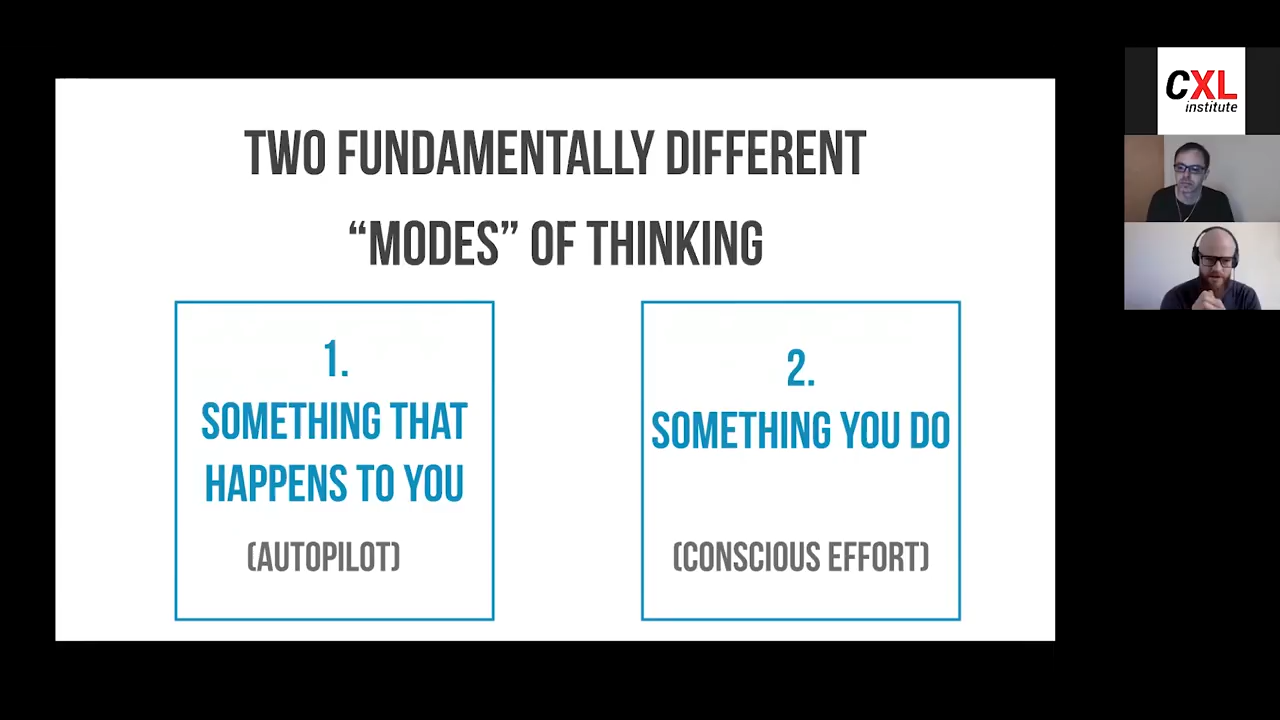 TWO FUNDAMENTALLY DIFFERENT
“MODES” OF THINKING
1.
SOMETHING THAT
HAPPENS TO YOU
(AUTOPILOT)
2.
SOMETHING YOU DO
(CONSCIOUS EFFORT)
CXL
institute